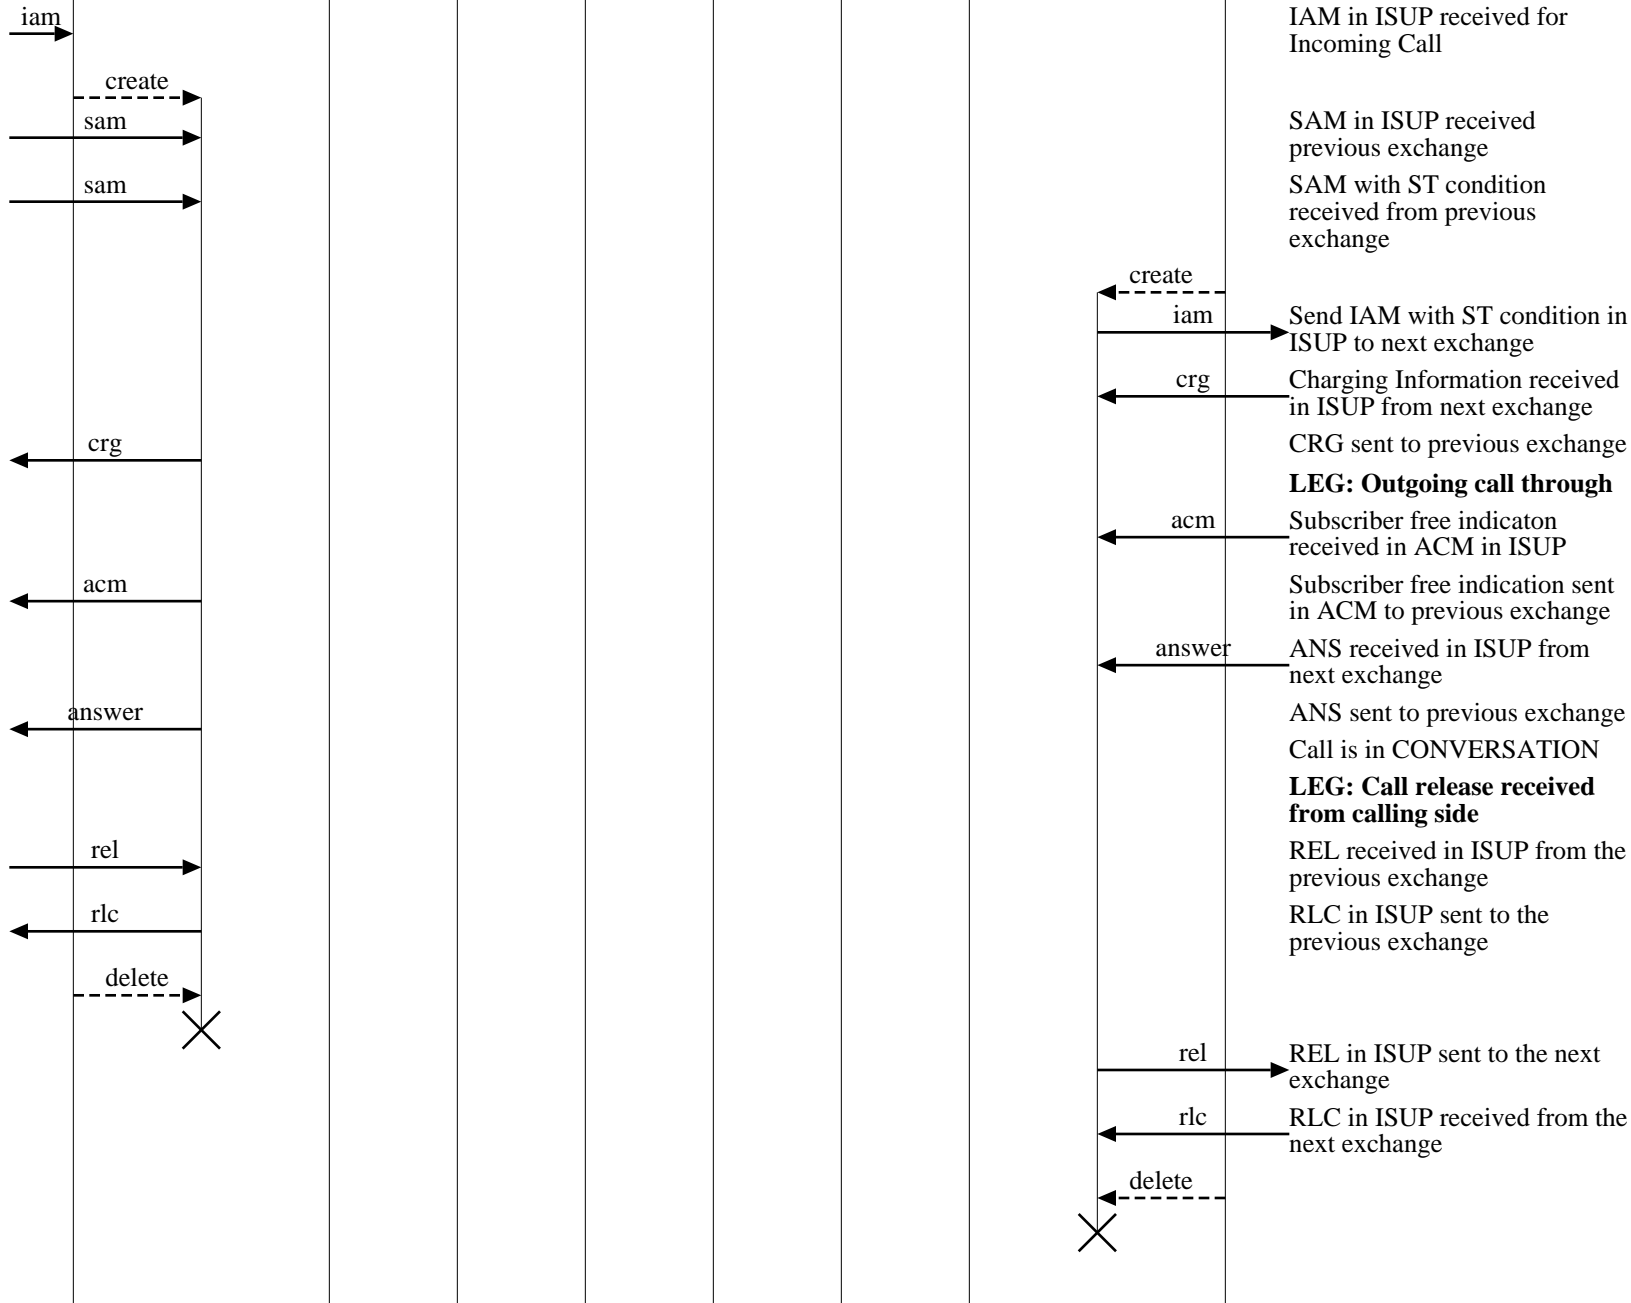 iam
IAM in ISUP received for
Incoming Call
create
sam
SAM in ISUP received
previous exchange
sam
SAM with ST condition
received from previous
exchange
create
iam
Send IAM with ST condition in
ISUP to next exchange
crg
Charging Information received
in ISUP from next exchange
crg
CRG sent to previous exchange
LEG: Outgoing call through
acm
Subscriber free indicaton
received in ACM in ISUP
acm
Subscriber free indication sent
in ACM to previous exchange
answer
ANS received in ISUP from
next exchange
answer
ANS sent to previous exchange
Call is in CONVERSATION
LEG: Call release received
from calling side
rel
REL received in ISUP from the
previous exchange
rlc
RLC in ISUP sent to the
previous exchange
delete
rel
REL in ISUP sent to the next
exchange
rlc
RLC in ISUP received from the
next exchange
delete